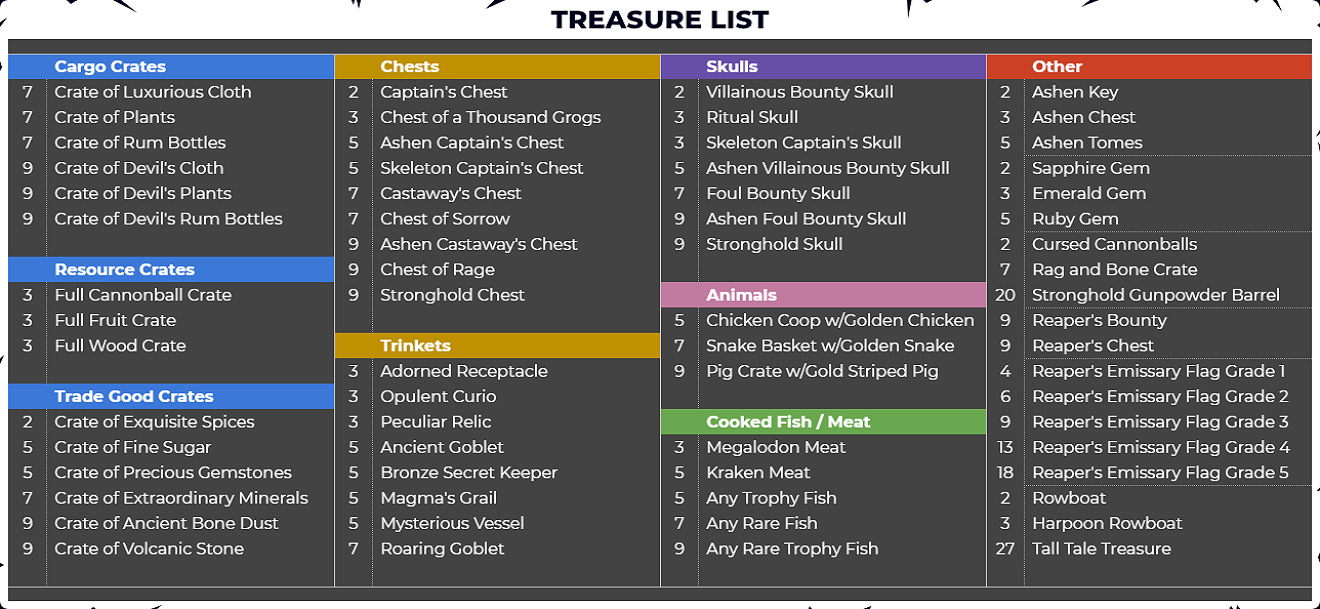 TREASURE LIST
Cargo Crates
7 Crate of Luxurious Cloth
7 Crate of Plants
7 Crate of Rum Bottles
9 Crate of Devil's Cloth
9 Crate of Devil's Plants
9 Crate of Devil's Rum Bottles
Resource Crates
3 Full Cannonball Crate
3 Full Fruit Crate
3 Full Wood Crate
Trade Good Crates
2 Crate of Exquisite Spices
5 Crate of Fine Sugar
5 Crate of Precious Gemstones
7 Crate of Extraordinary Minerals
9 Crate of Ancient Bone Dust
9 Crate of Volcanic Stone
Chests
2 Captain's Chest
3 Chest of a Thousand Grogs
5 Ashen Captain's Chest
5 Skeleton Captain's Chest
7 Castaway's Chest
7 Chest of Sorrow
9 Ashen Castaway's Chest
9 Chest of Rage
9 Stronghold Chest
Trinkets
3 Adorned Receptacle
3 Opulent Curio
3 Peculiar Relic
5 Ancient Goblet
5 Bronze Secret Keeper
5 Magma's Grail
5 Mysterious Vessel
7 Roaring Goblet
Skulls
2 Villainous Bounty Skull
3 Ritual Skull
3 Skeleton Captain's Skull
5 Ashen Villainous Bounty Skull
7 Foul Bounty Skull
9 Ashen Foul Bounty Skull
9 Stronghold Skull
Animals
5 Chicken Coop w/Golden Chicken
7 Snake Basket w/Golden Snake
9 Pig Crate w/Gold Striped Pig
Cooked Fish / Meat
3 Megalodon Meat
5 Kraken Meat
5 Any Trophy Fish
7 Any Rare Fish
9 Any Rare Trophy Fish
Other
2 Ashen Key
3 Ashen Chest
5 Ashen Tomes
2 Sapphire Gem
3 Emerald Gem
5 Ruby Gem
2 Cursed Cannonballs
7 Rag and Bone Crate
20 Stronghold Gunpowder Barrel
9 Reaper's Bounty
9 Reaper's Chest
4 Reaper's Emissary Flag Grade 1
6 Reaper's Emissary Flag Grade 2
9 Reaper's Emissary Flag Grade 3
13 Reaper's Emissary Flag Grade 4
18 Reaper's Emissary Flag Grade 5
2 Rowboat
3 Harpoon Rowboat
27 Tall Tale Treasure